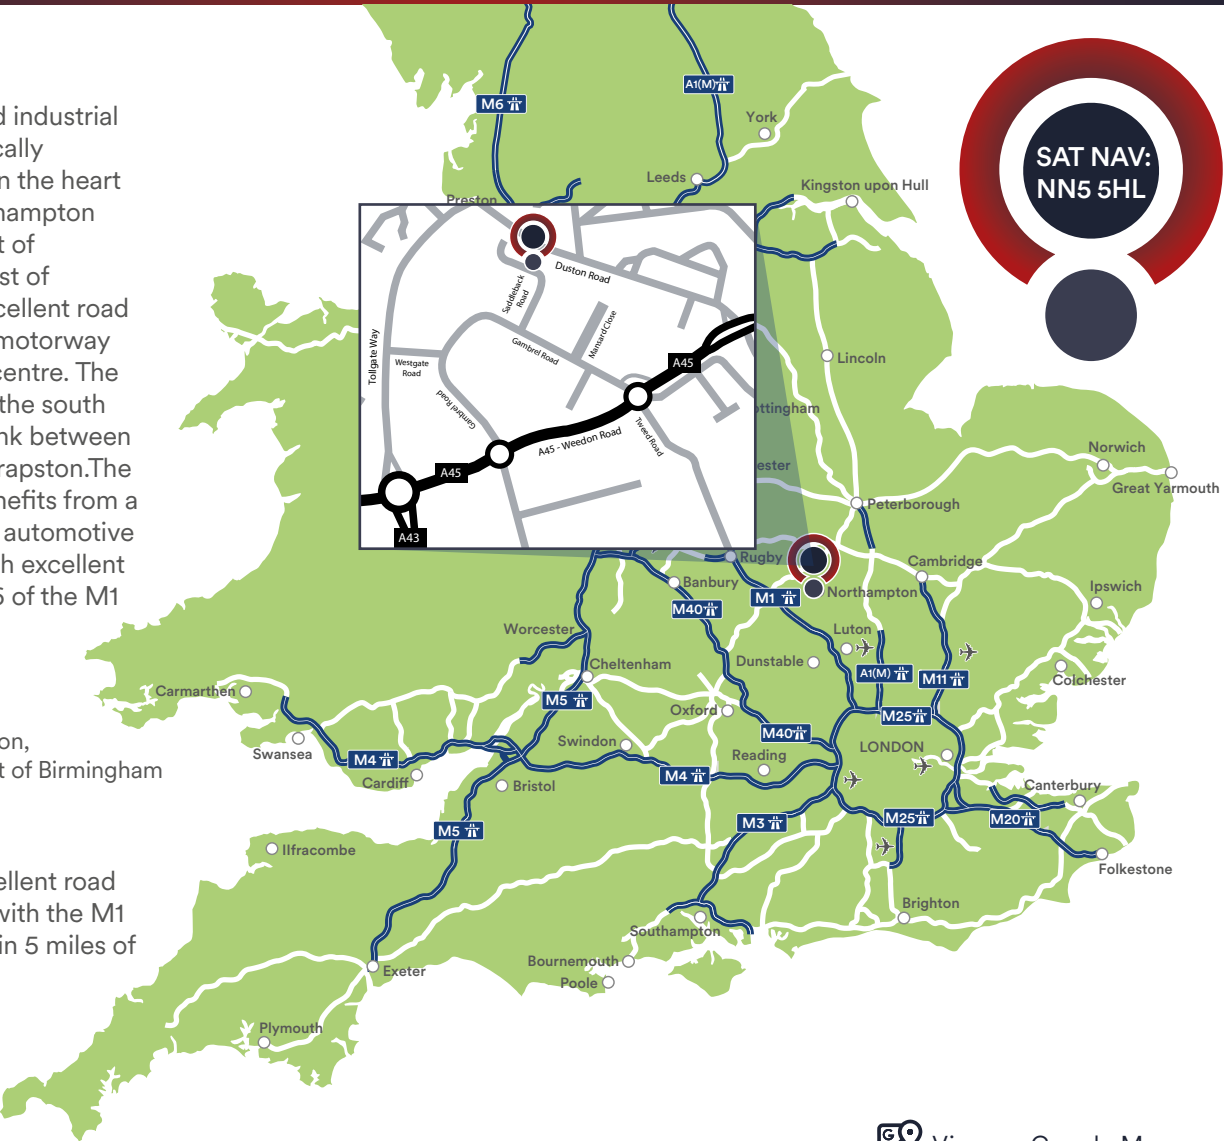 d industrial
cally
n the heart
hampton
t of
st of
cellent road
motorway
centre. The
the south
nk between
rapston.The
nefits from a
automotive
h excellent
6 of the M1
on,
t of Birmingham
ellent road
with the M1
in 5 miles of
SAT NAV:
NN5 5HL
M6
A1(M)
York
Leeds
Kingston upon Hull
Preston
Duston Road
Saddleback
Road
Mansard Close
Gambrel Road
Tollgate Way
Westgate
Road
Gambrel Road
A45
A45 - Weedon Road
Tweed Road
A45
A43
Lincoln
ottingham
ester
Norwich
Great Yarmouth
Peterborough
Rugby
Cambridge
Banbury
Northampton
Ipswich
M40
M1
Worcester
Luton
Cheltenham
Dunstable
A1(M)
M11
Colchester
Carmarthen
M5
Oxford
M25
Swansea
M4
Swindon
M40
LONDON
Cardiff
Reading
M4
Bristol
Canterbury
M5
M3
M25
M20
Ilfracombe
Folkestone
Brighton
Southampton
Bournemouth
Exeter
Poole
Plymouth
G